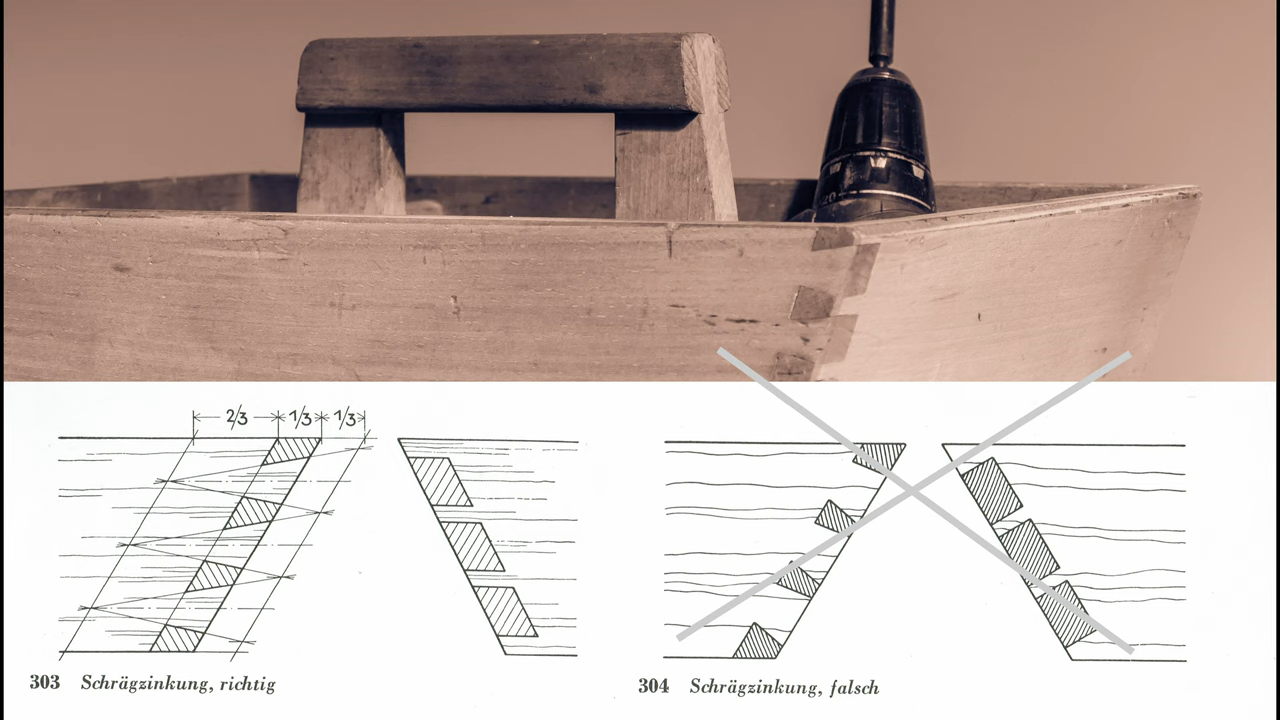 2/3 1/3 1/3
303 Schrägzinkung, richtig
304 Schrägzinkung, falsch